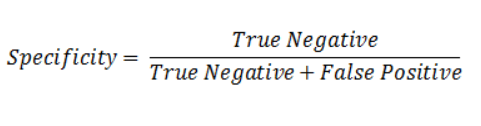 Specificity = True Negative / True Negative + False Positive